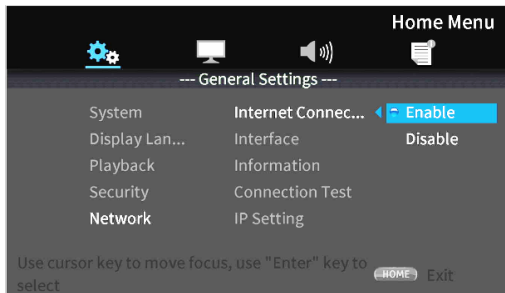 Home Menu
--- General Settings ---
System Internet Connec... Enable
Display Lan... Interface Disable
Playback Information
Security Connection Test
Network IP Setting
Use cursor key to move focus, use "Enter" key to
select
HOME Exit